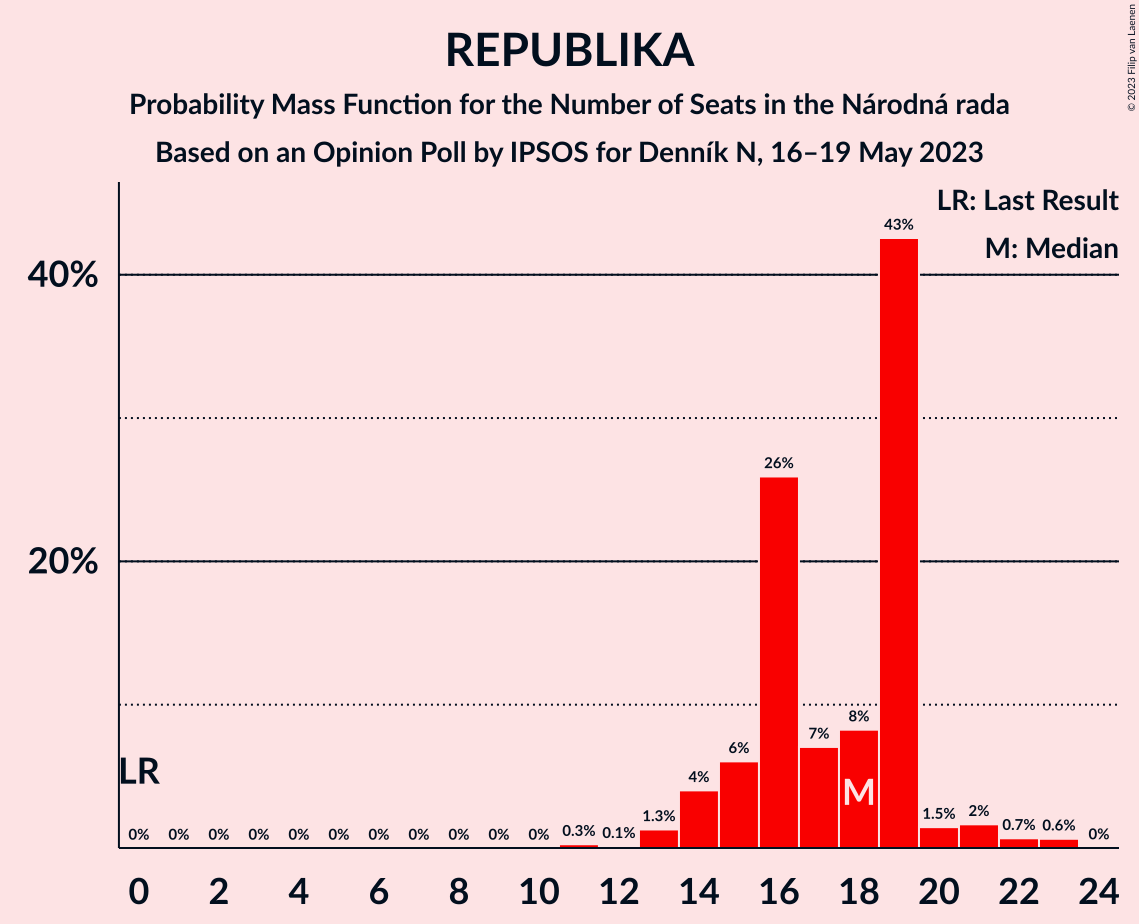 REPUBLIKA
Probability Mass Function for the Number of Seats in the Národná rada
Based on an Opinion Poll by IPSOS for Denník N, 16–19 May 2023
© 2023 Filip van Laenen
LR: Last Result
M: Median
40%
20%
LR
M
0% 0% 0% 0% 0% 0% 0% 0% 0% 0% 0% 0.3% 0.1% 1.3% 4% 6% 26% 7% 8% 43% 1.5% 2% 0.7% 0.6% 0%
0 2 4 6 8 10 12 14 16 18 20 22 24